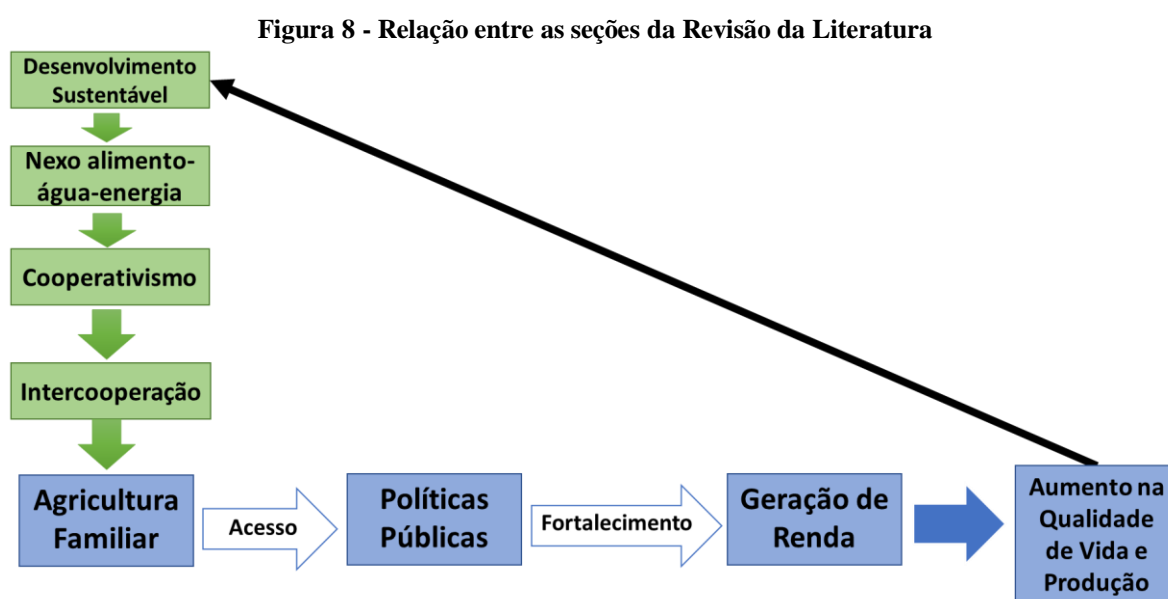 Figura 8 - Relação entre as seções da Revisão da Literatura
Desenvolvimento
Sustentável
Nexo alimento-
água-energia
Cooperativismo
Intercooperação
Agricultura
Familiar
Acesso
Políticas
Públicas
Fortalecimento
Geração de
Renda
Aumento na
Qualidade
de Vida e
Produção